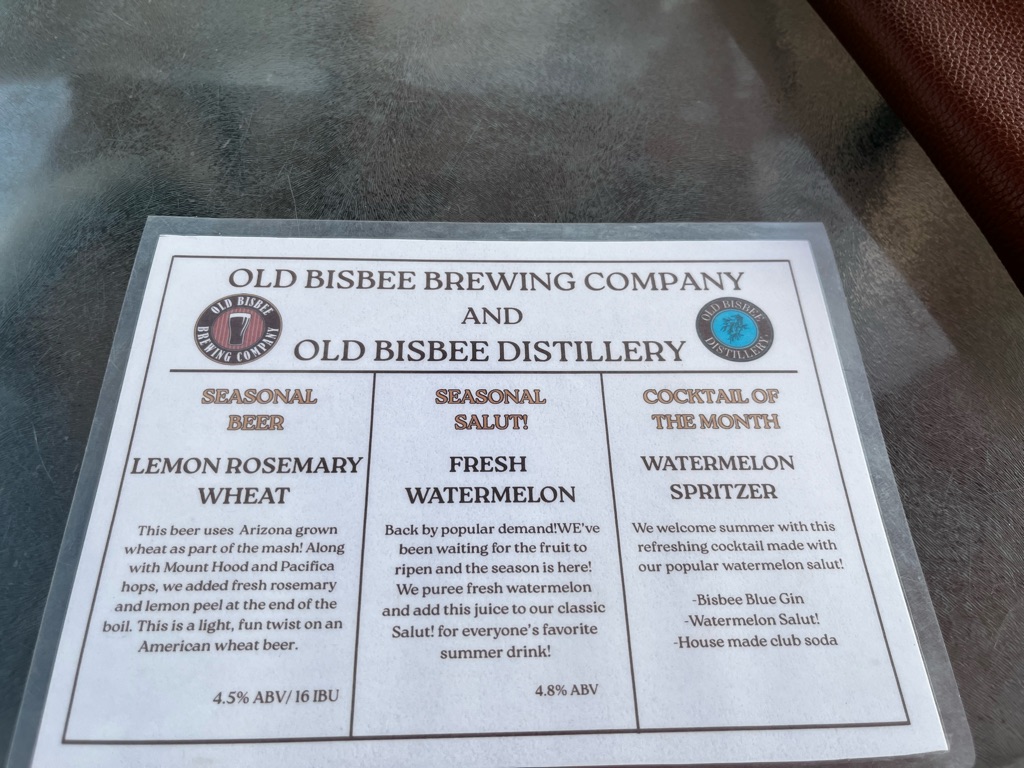 OLD BISBEE BREWING COMPANY
AND
OLD BISBEE DISTILLERY
OLD BISBEE
BREWING COMPANY
OLD BISBEE
DISTILLERY
SEASONAL
BEER
LEMON ROSEMARY
WHEAT
This beer uses Arizona grown
wheat as part of the mash! Along
with Mount Hood and Pacifica
hops, we added fresh rosemary
and lemon peel at the end of the
boil. This is a light, fun twist on an
American wheat beer.
4.5% ABV/ 16 IBU
SEASONAL
SALUT!
FRESH
WATERMELON
Back by popular demand!WE've
been waiting for the fruit to
ripen and the season is here!
We puree fresh watermelon
and add this juice to our classic
Salut! for everyone's favorite
summer drink!
4.8% ABV
COCKTAIL OF
THE MONTH
WATERMELON
SPRITZER
We welcome summer with this
refreshing cocktail made with
our popular watermelon salut!
-Bisbee Blue Gin
-Watermelon Salut!
-House made club soda